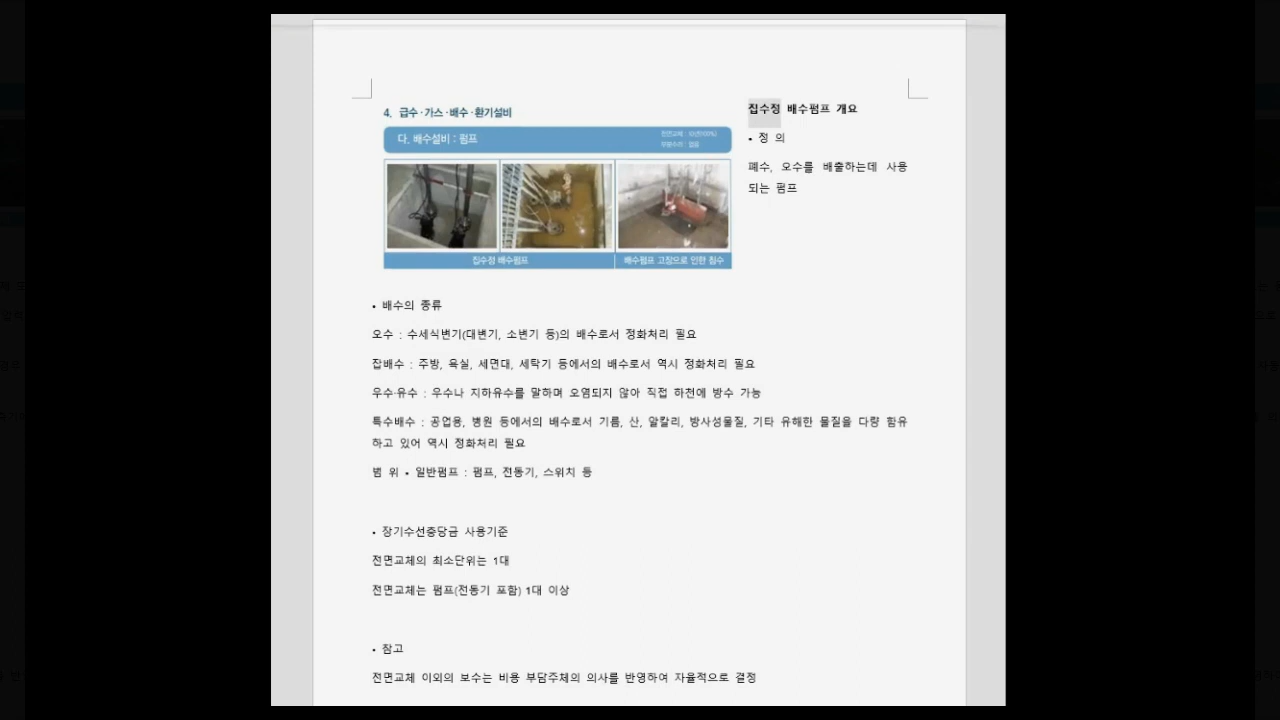 4. 급수·가스·배수·환기설비
다. 배수설비 : 펌프
전면교체 : 10년(100%)
부분수리 : 없음
집수정 배수펌프
배수펌프 고장으로 인한 침수
집수정 배수펌프 개요
• 정 의
폐수, 오수를 배출하는데 사용
되는 펌프
• 배수의 종류
오수 : 수세식변기(대변기, 소변기 등)의 배수로서 정화처리 필요
잡배수 : 주방, 욕실, 세면대, 세탁기 등에서의 배수로서 역시 정화처리 필요
우수·유수 : 우수나 지하유수를 말하며 오염되지 않아 직접 하천에 방수 가능
특수배수 : 공업용, 병원 등에서의 배수로서 기름, 산, 알칼리, 방사성물질, 기타 유해한 물질을 다량 함유
하고 있어 역시 정화처리 필요
범 위 • 일반펌프 : 펌프, 전동기, 스위치 등
• 장기수선충당금 사용기준
전면교체의 최소단위는 1대
전면교체는 펌프(전동기 포함) 1대 이상
• 참고
전면교체 이외의 보수는 비용 부담주체의 의사를 반영하여 자율적으로 결정